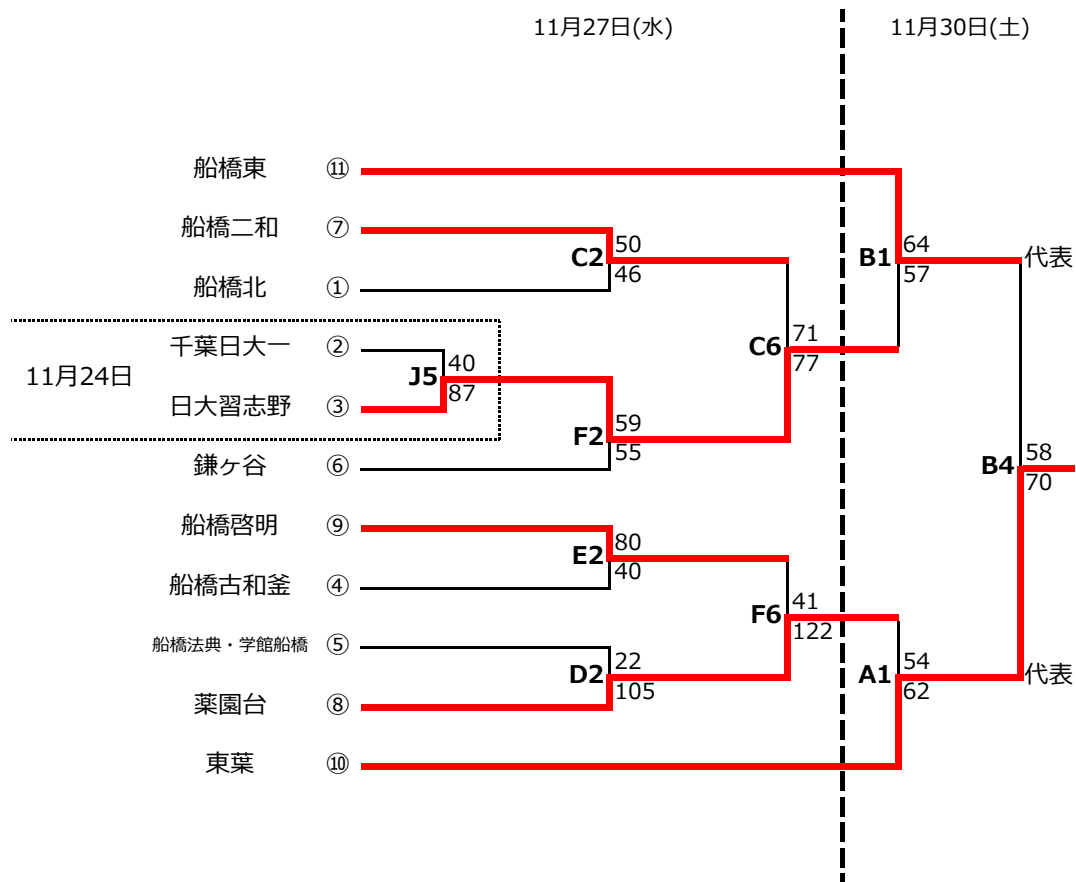 11月27日(水)
11月30日(土)
船橋東 ⑪
船橋二和 ⑦
50
C2
46
船橋北 ①
64
B1
57
代表
千葉日大一 ②
11月24日
40
J5
87
日大習志野 ③
71
C6
77
59
F2
55
鎌ヶ谷 ⑥
58
B4
70
船橋啓明 ⑨
80
E2
40
船橋古和釜 ④
41
F6
122
船橋法典・学館船橋 ⑤
22
D2
105
薬園台 ⑧
54
A1
62
代表
東葉 ⑩